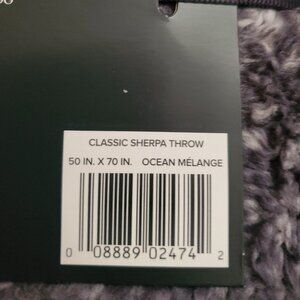 CLASSIC SHERPA THROW
50 IN. X 70 IN. OCEAN MÉLANGE
0 08889 02474 2